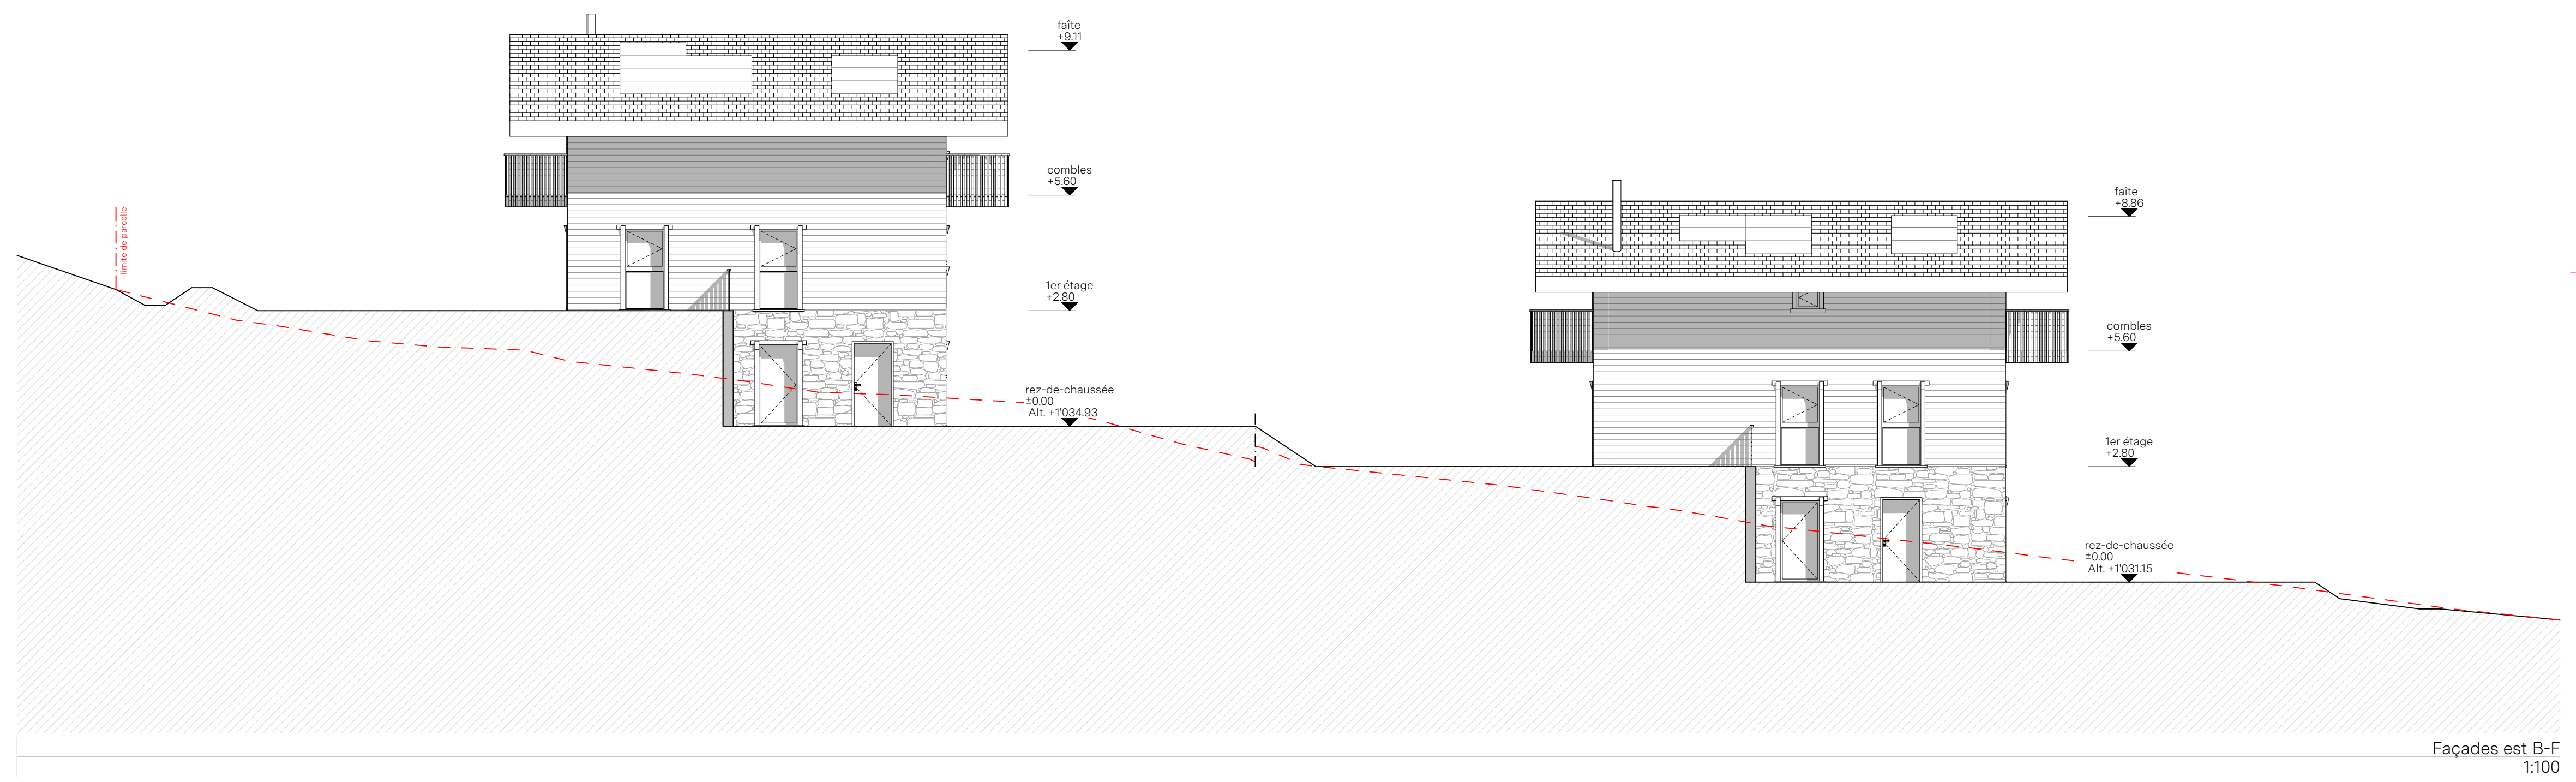 faîte
+9.11
combles
+5.60
limite de parcelle
1er étage
+2.80
rez-de-chaussée
±0.00
Alt. +1'034.93
faîte
+8.86
combles
+5.60
1er étage
+2.80
rez-de-chaussée
±0.00
Alt. +1'031.15
Façades est B-F
1:100